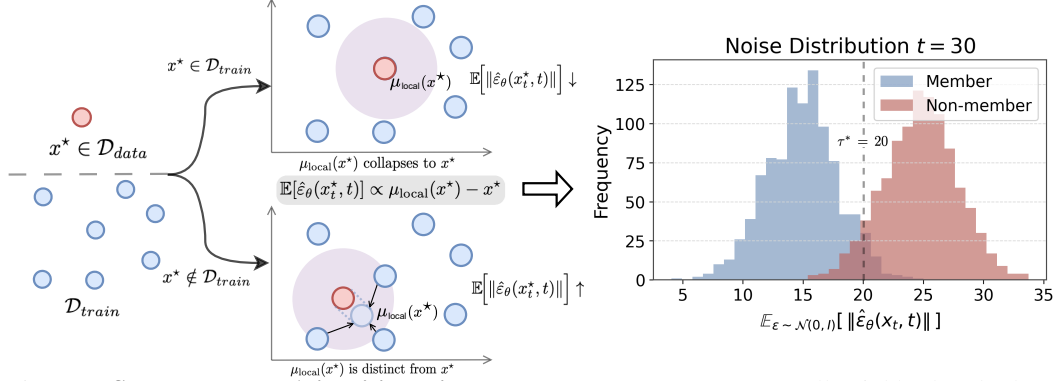 x* ∈ D_data
D_train
x* ∈ D_train
x* ∉ D_train
μ_local(x*)
𝔼[‖ε̂_θ(x*_t, t)‖] ↓
μ_local(x*) collapses to x*
𝔼[ε̂_θ(x*_t, t)] ∝ μ_local(x*) − x*
μ_local(x*)
𝔼[‖ε̂_θ(x*_t, t)‖] ↑
μ_local(x*) is distinct from x*
Noise Distribution t = 30
Member
Non-member
τ* = 20
Frequency
125
100
75
50
25
0
5 10 15 20 25 30 35
𝔼_{ε ∼ 𝒩(0, I)}[ ‖ε̂_θ(x_t, t)‖ ]